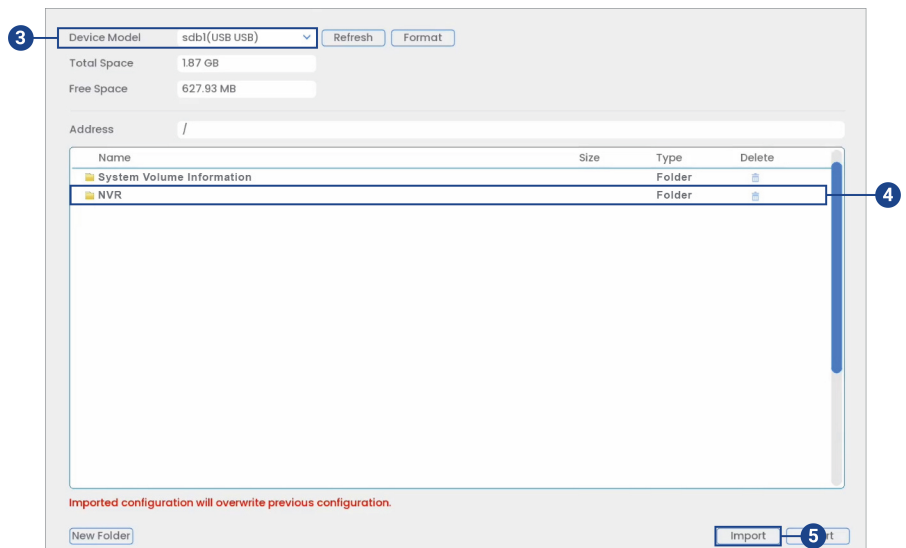 3 Device Model sdb1(USB USB) Refresh Format
Total Space 1.87 GB
Free Space 627.93 MB
Address /
Name Size Type Delete
System Volume Information Folder
NVR Folder 4
Imported configuration will overwrite previous configuration.
New Folder Import 5 rt